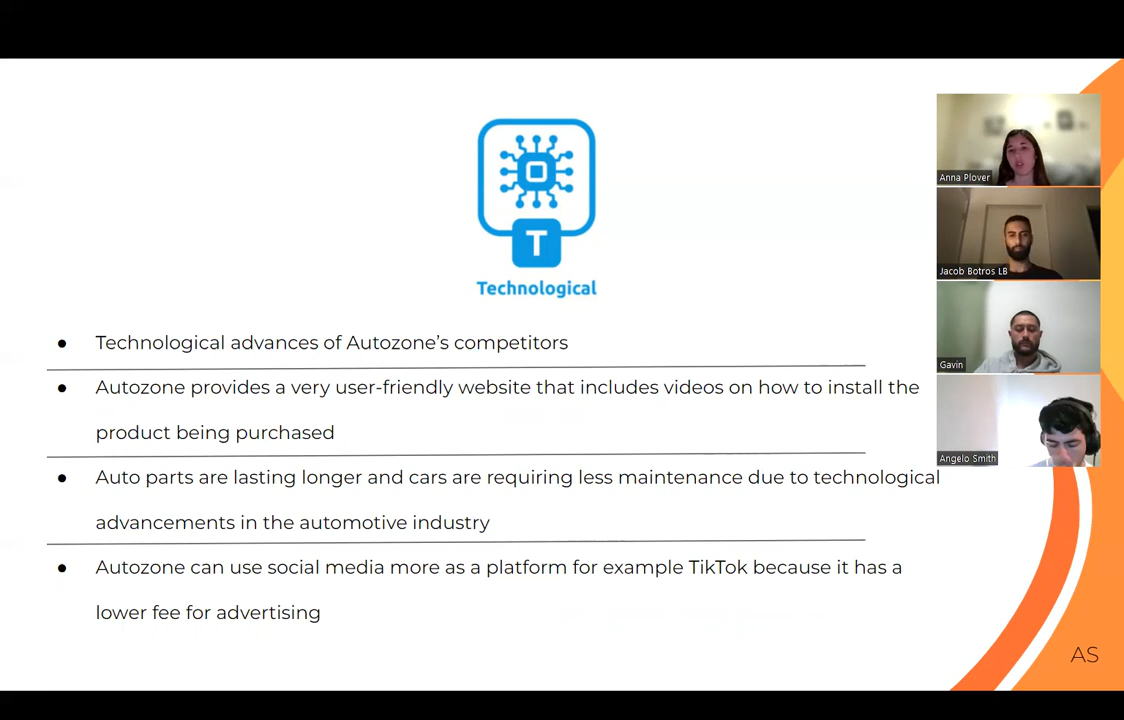 T
Technological
● Technological advances of Autozone’s competitors
● Autozone provides a very user-friendly website that includes videos on how to install the
product being purchased
● Auto parts are lasting longer and cars are requiring less maintenance due to technological
advancements in the automotive industry
● Autozone can use social media more as a platform for example TikTok because it has a
lower fee for advertising
AS
Anna Plover
Jacob Botros LB
Gavin
Angelo Smith